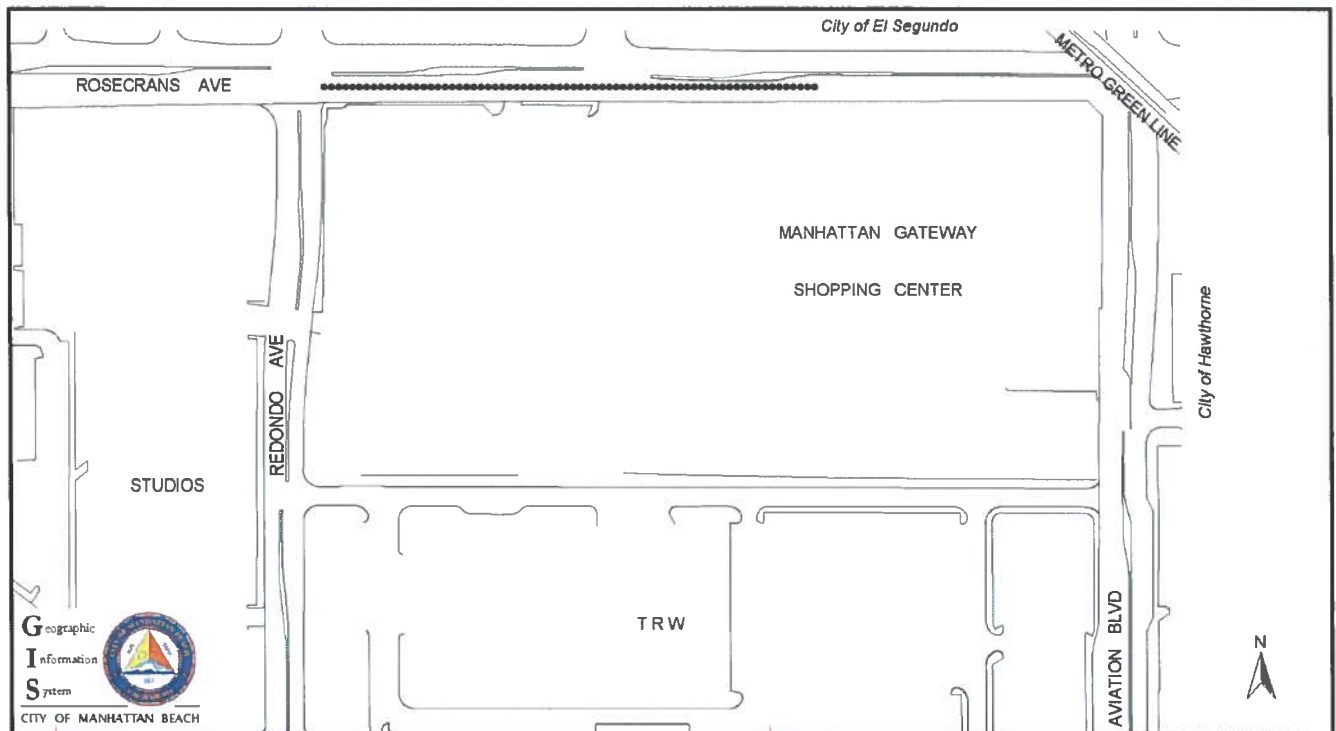 City of El Segundo
METRO GREEN LINE
ROSECRANS AVE
MANHATTAN GATEWAY
SHOPPING CENTER
City of Hawthorne
REDONDO AVE
STUDIOS
TRW
AVIATION BLVD
N
Geographic
Information
System
CITY OF MANHATTAN BEACH